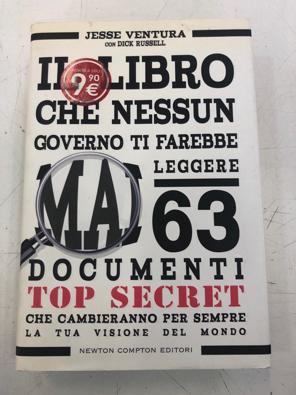 JESSE VENTURA
CON DICK RUSSELL
IL LIBRO
9,90
€
CHE NESSUN
GOVERNO TI FAREBBE
LEGGERE
MAI
63
DOCUMENTI
TOP SECRET
CHE CAMBIERANNO PER SEMPRE
LA TUA VISIONE DEL MONDO
NEWTON COMPTON EDITORI